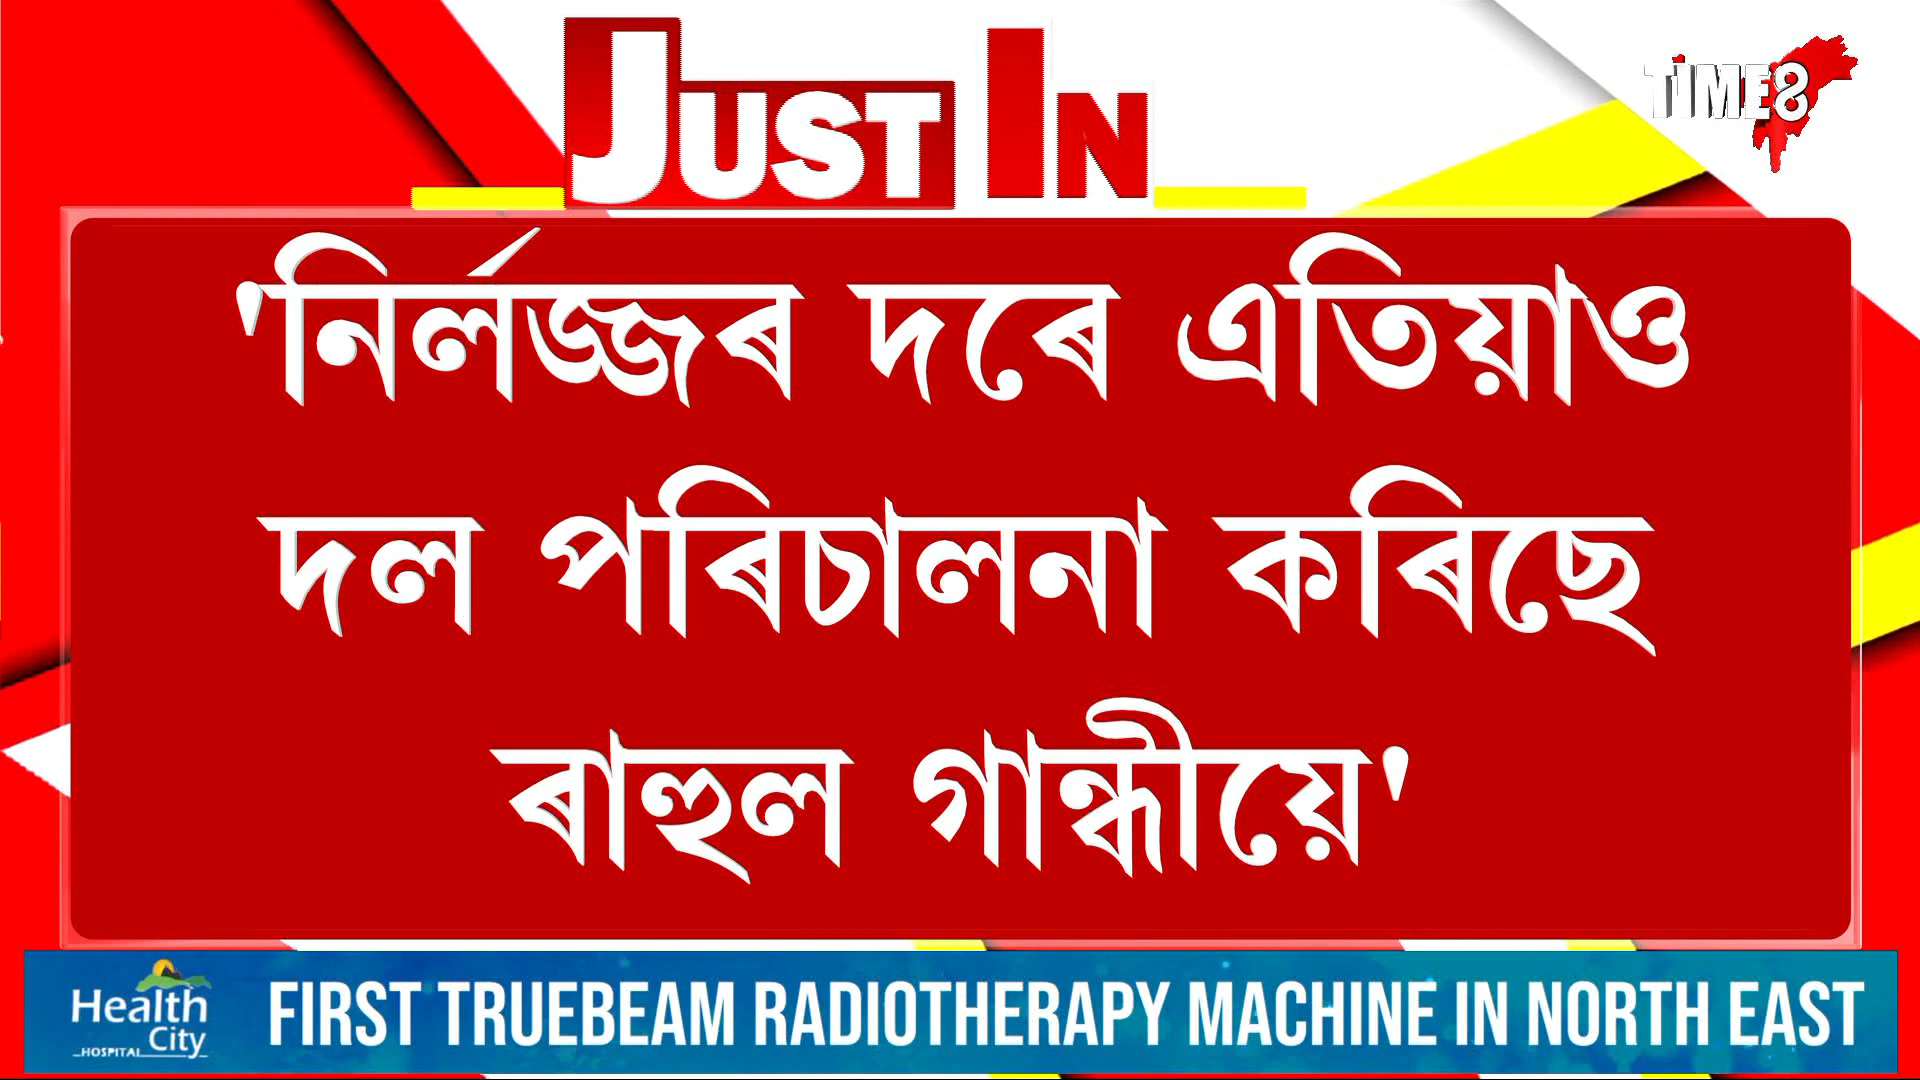 JUST IN
TIME8
'নিৰ্লজ্জৰ দৰে এতিয়াও
দল পৰিচালনা কৰিছে
ৰাহুল গান্ধীয়ে'
Health
City
HOSPITAL
FIRST TRUEBEAM RADIOTHERAPY MACHINE IN NORTH EAST